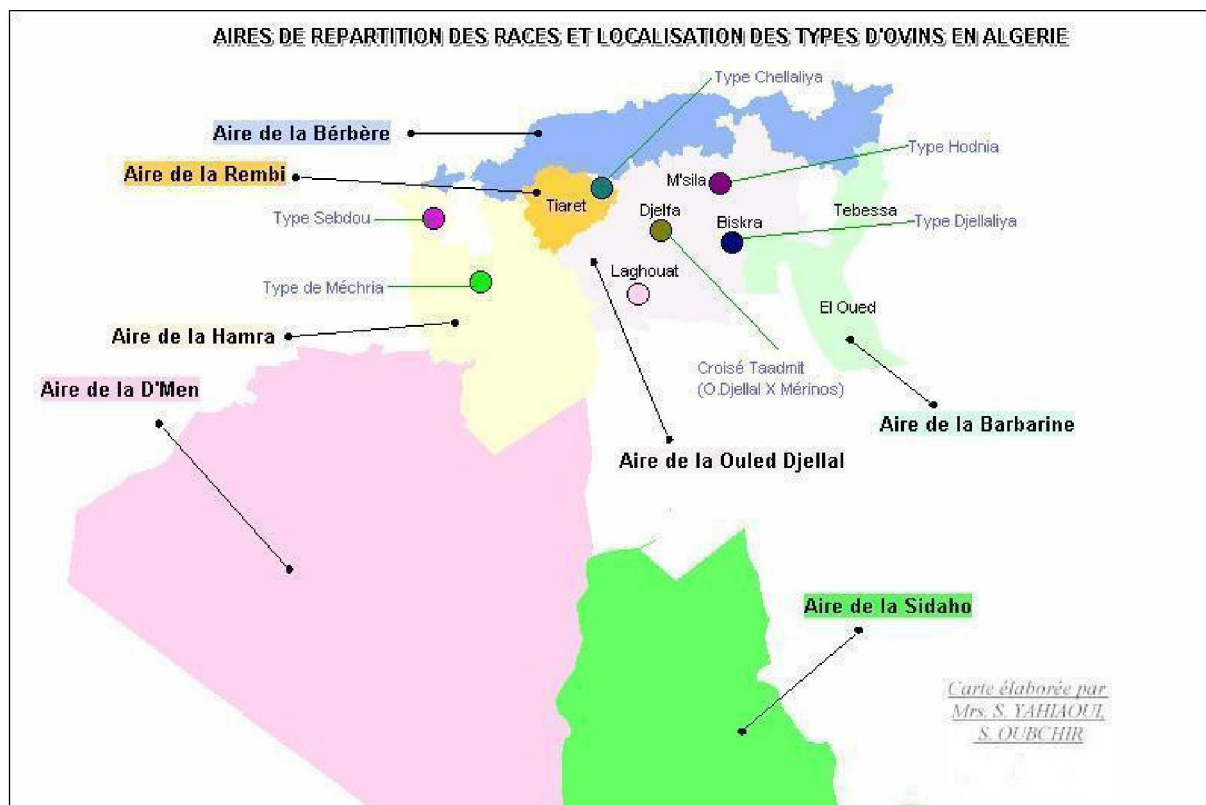 AIRES DE REPARTITION DES RACES ET LOCALISATION DES TYPES D'OVINS EN ALGERIE
Type Chellaliya
Aire de la Bérbère
Type Hodnia
Aire de la Rembi
M'sila
Tiaret
Type Sebdou
Djelfa
Biskra
Tebessa
Type Djellaliya
Laghouat
Type de Méchria
El Oued
Aire de la Hamra
Croisé Taadmit
(O.Djellal X Mérinos)
Aire de la D'Men
Aire de la Barbarine
Aire de la Ouled Djellal
Aire de la Sidaho
Carte élaborée par
Mrs. S. YAHIAOUI,
S. OUBCHIR